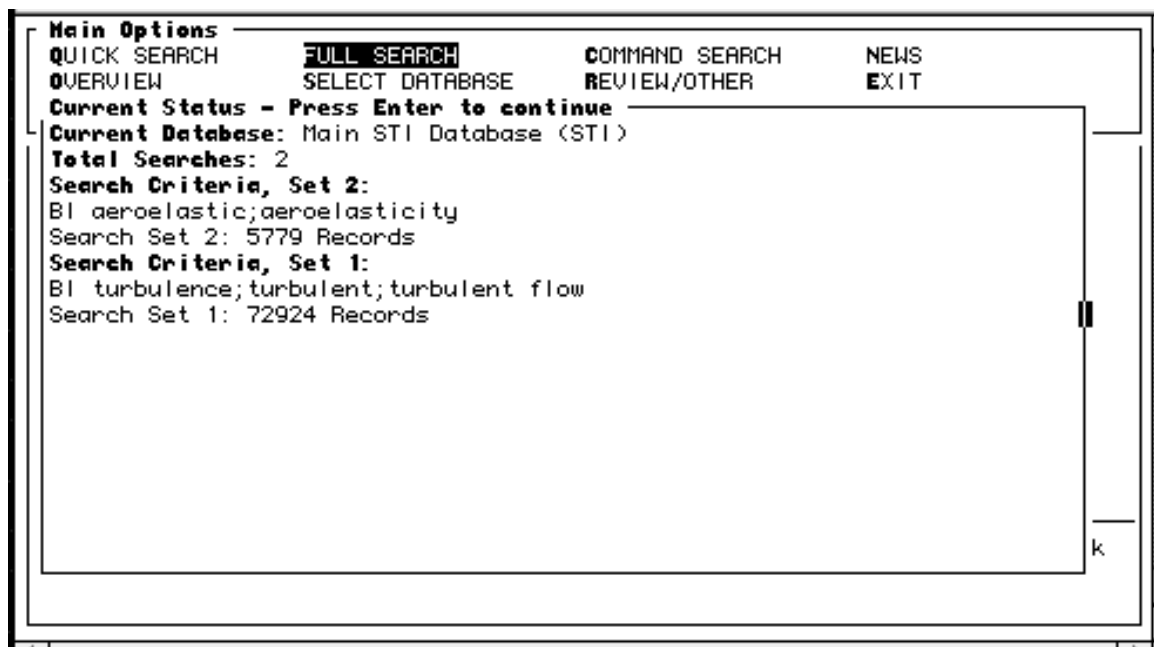 Main Options
QUICK SEARCH FULL SEARCH COMMAND SEARCH NEWS
OVERVIEW SELECT DATABASE REVIEW/OTHER EXIT
Current Status - Press Enter to continue
Current Database: Main STI Database (STI)
Total Searches: 2
Search Criteria, Set 2:
BI aeroelastic;aeroelasticity
Search Set 2: 5779 Records
Search Criteria, Set 1:
BI turbulence;turbulent;turbulent flow
Search Set 1: 72924 Records
k